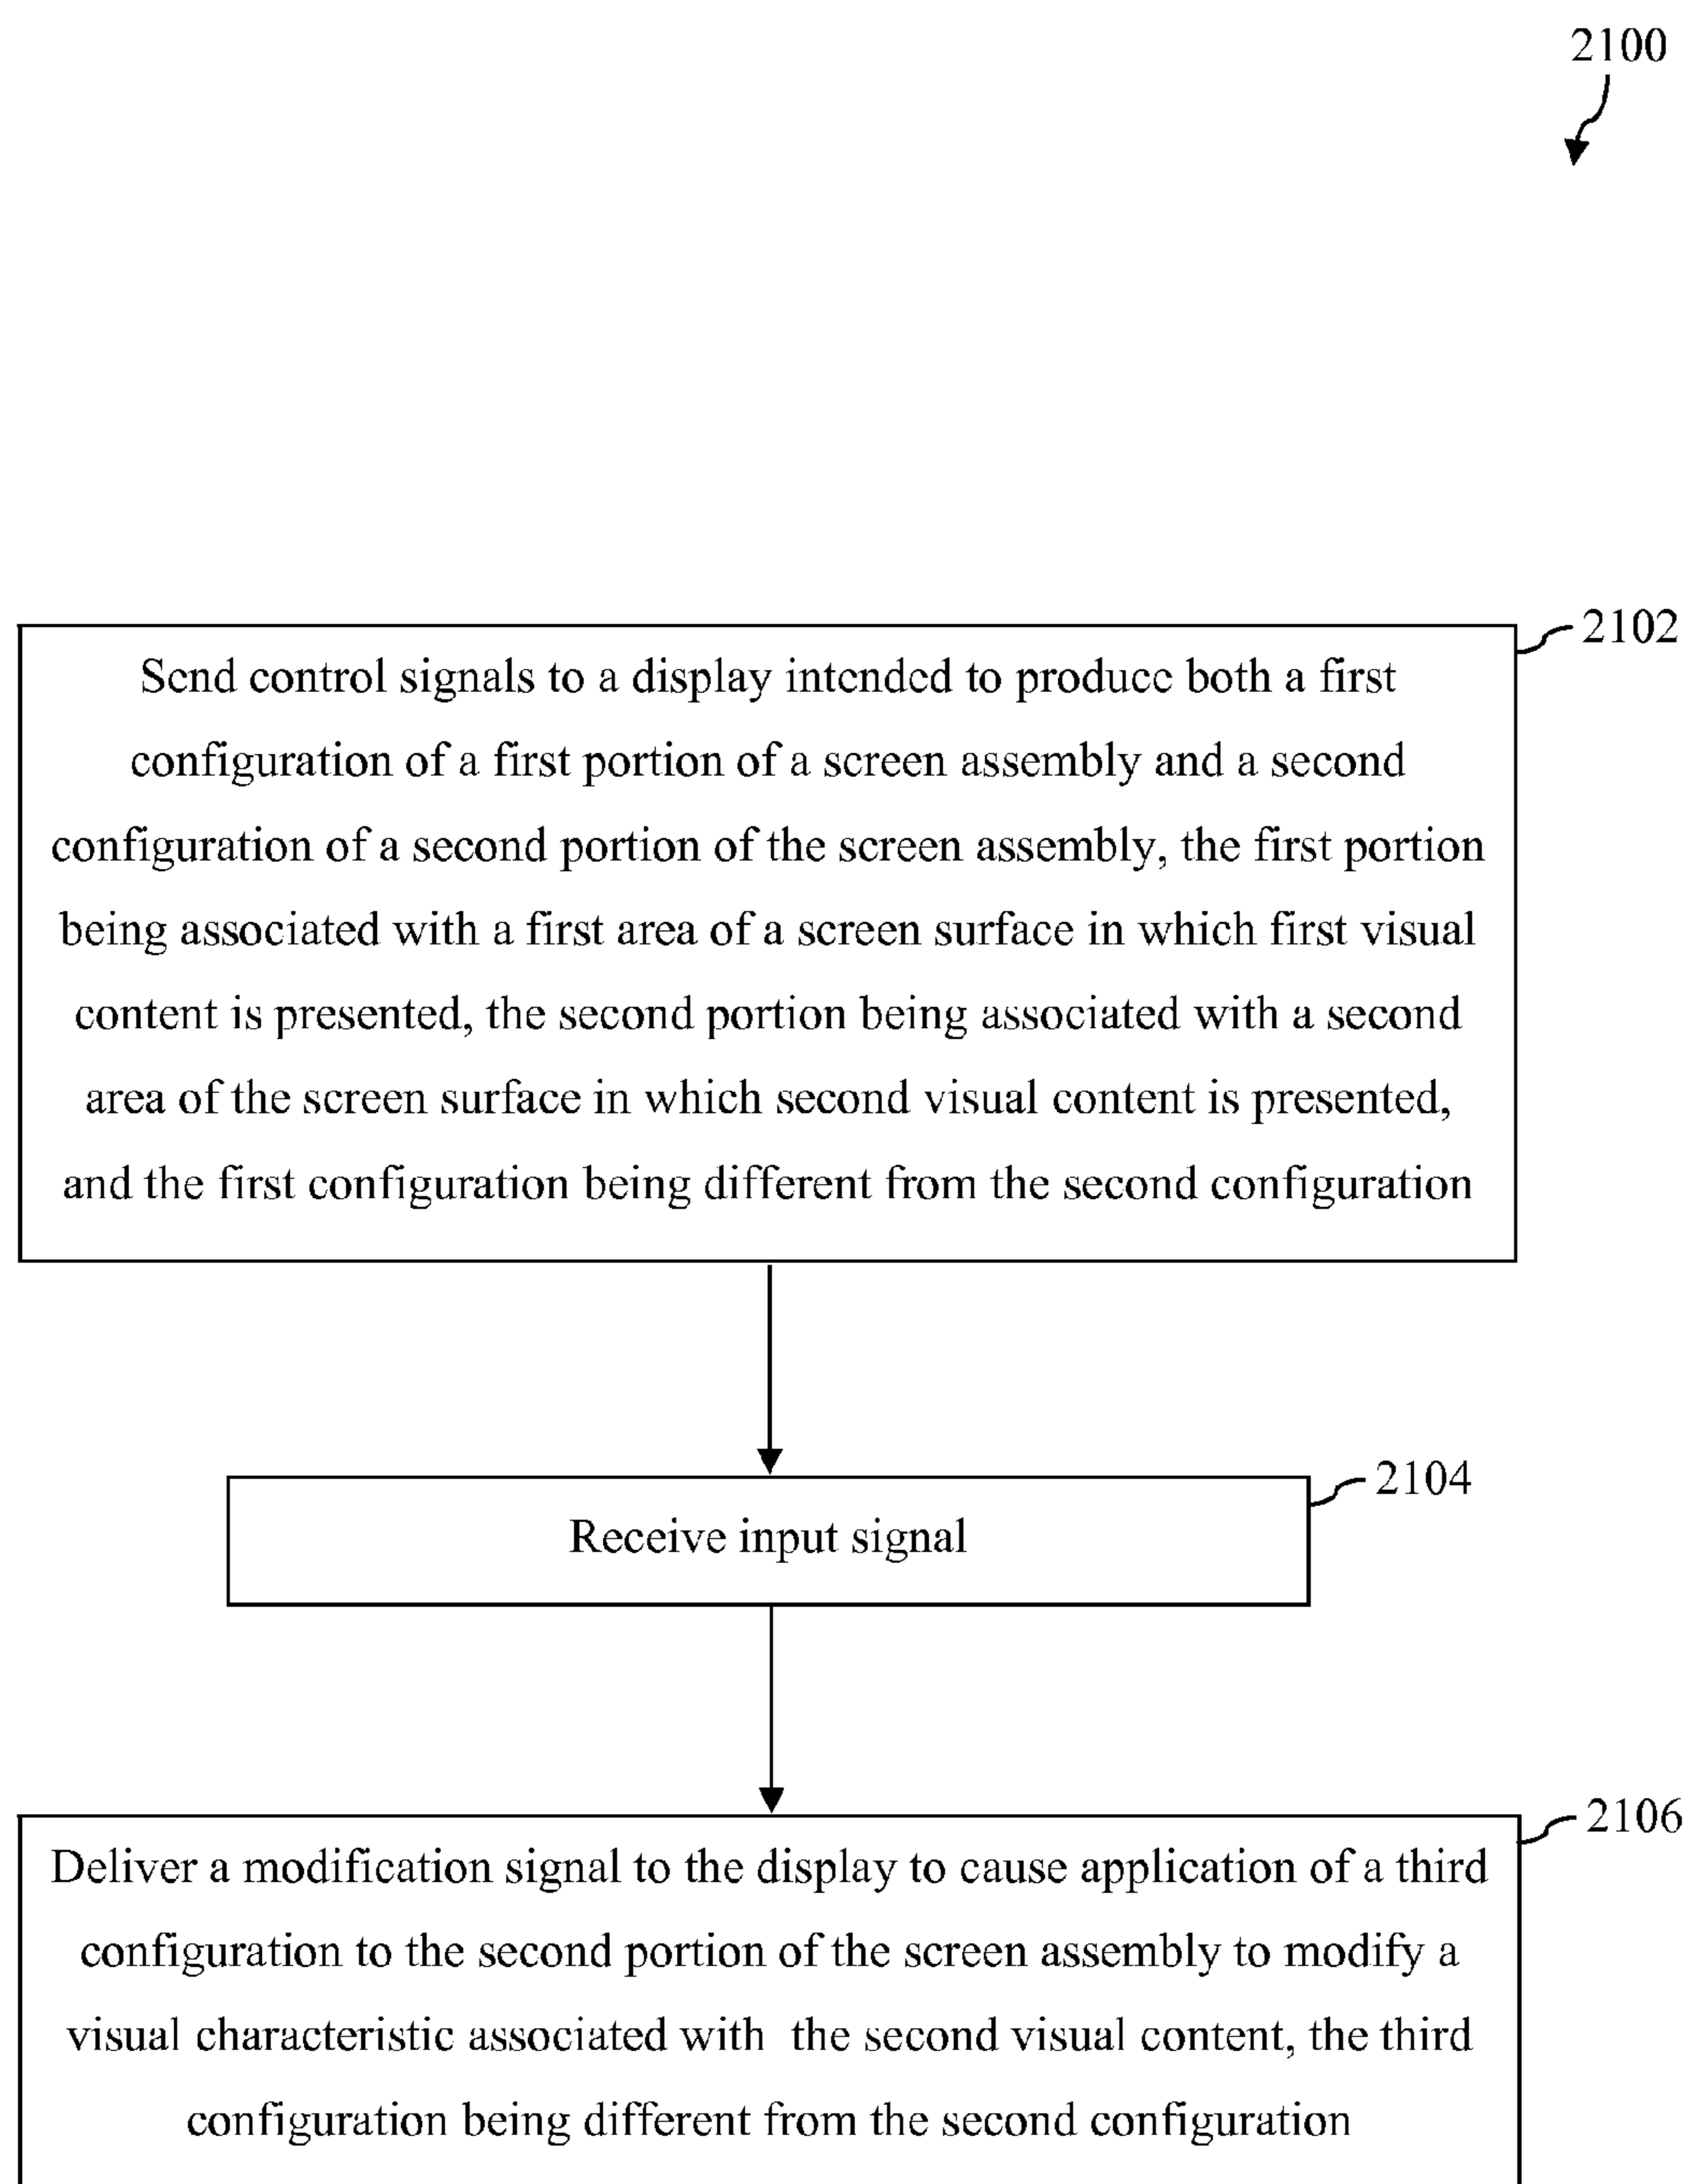 2100
2102
Send control signals to a display intended to produce both a first
configuration of a first portion of a screen assembly and a second
configuration of a second portion of the screen assembly, the first portion
being associated with a first area of a screen surface in which first visual
content is presented, the second portion being associated with a second
area of the screen surface in which second visual content is presented,
and the first configuration being different from the second configuration
2104
Receive input signal
2106
Deliver a modification signal to the display to cause application of a third
configuration to the second portion of the screen assembly to modify a
visual characteristic associated with the second visual content, the third
configuration being different from the second configuration